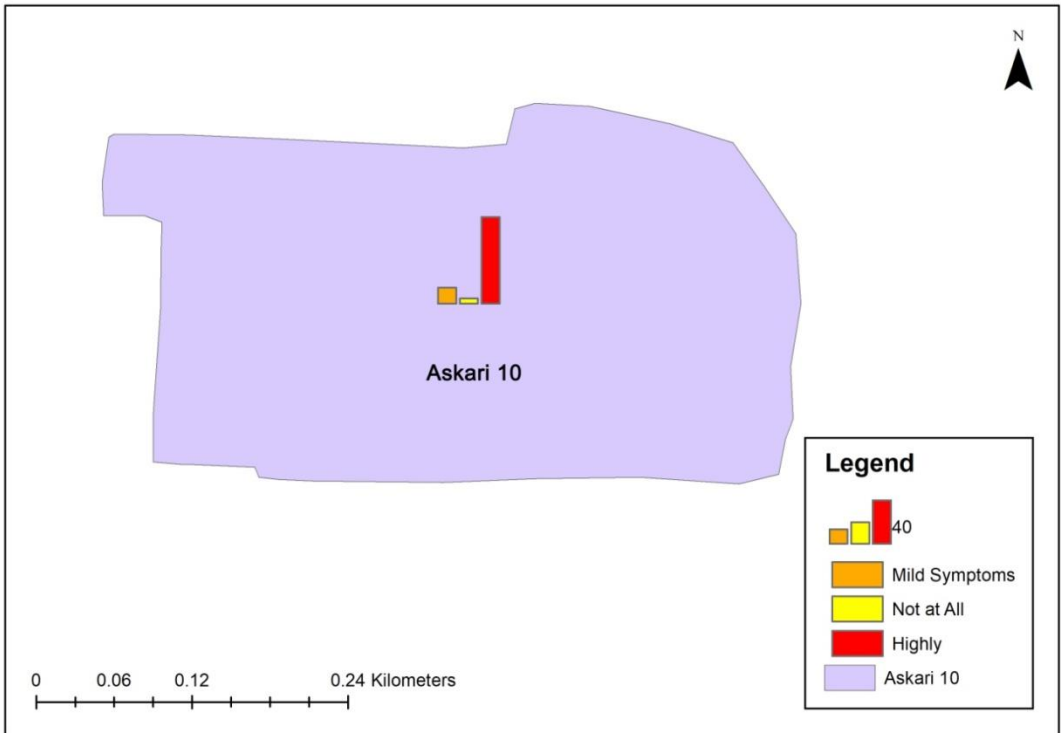 N
Askari 10
Legend
40
Mild Symptoms
Not at All
Highly
Askari 10
0 0.06 0.12 0.24 Kilometers